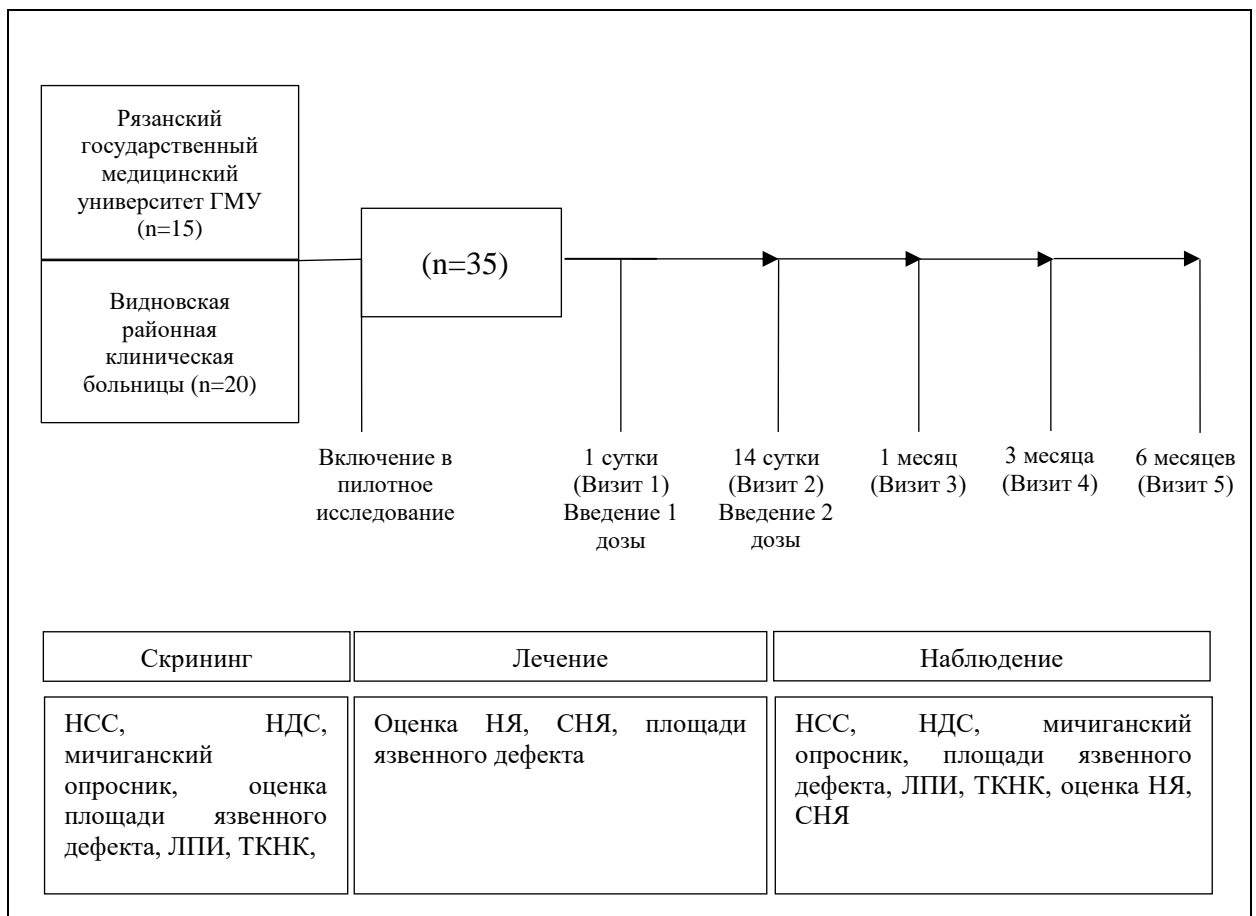 Рязанский
государственный
медицинский
университет ГМУ
(n=15)
Видновская
районная
клиническая
больницы (n=20)
(n=35)
Включение в
пилотное
исследование
1 сутки
(Визит 1)
Введение 1
дозы
14 сутки
(Визит 2)
Введение 2
дозы
1 месяц
(Визит 3)
3 месяца
(Визит 4)
6 месяцев
(Визит 5)
Скрининг
Лечение
Наблюдение
НСС, НДС,
мичиганский
опросник, оценка
площади язвенного
дефекта, ЛПИ, ТКНК,
Оценка НЯ, СНЯ, площади
язвенного дефекта
НСС, НДС, мичиганский
опросник, площади язвенного
дефекта, ЛПИ, ТКНК, оценка НЯ,
СНЯ